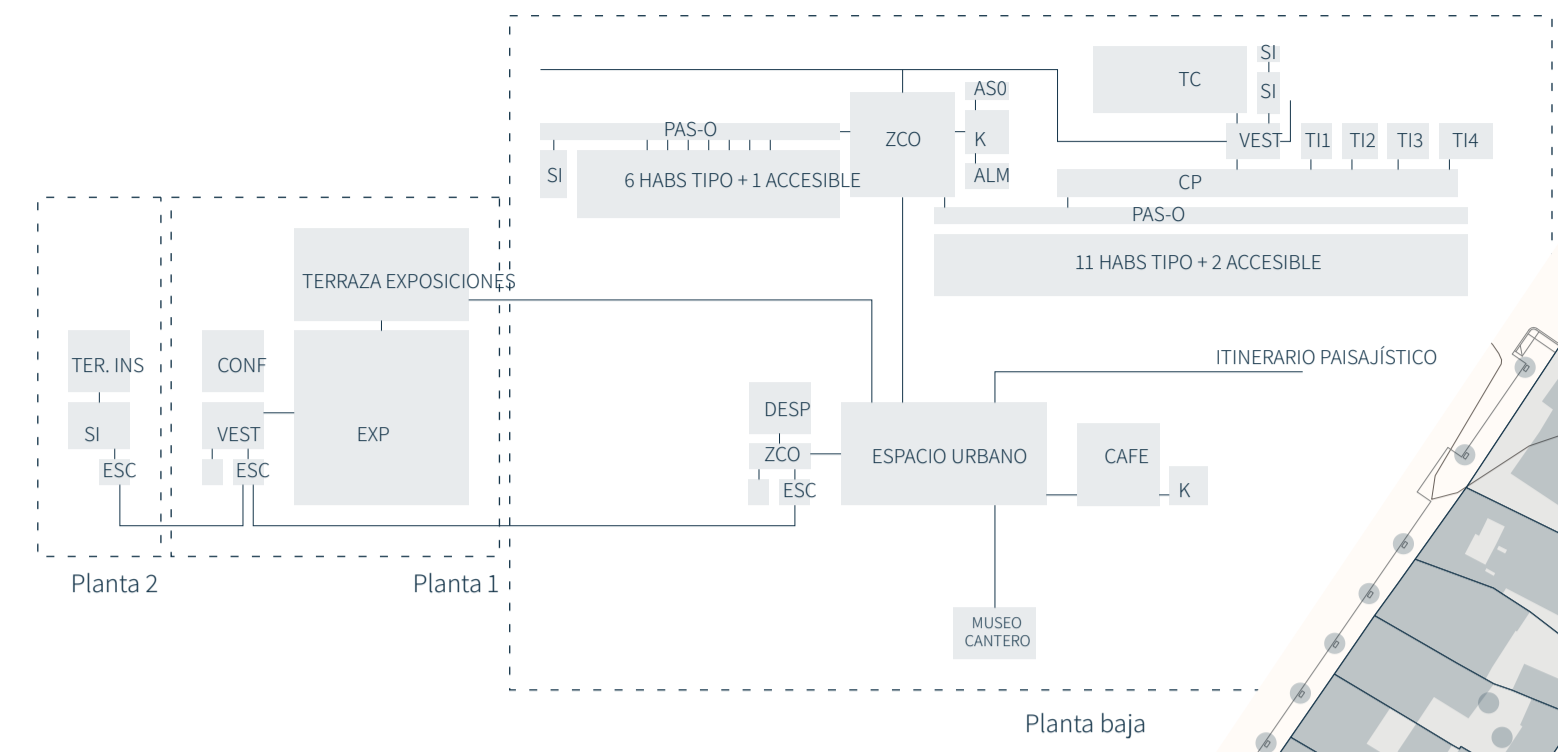 SI
AS0
TC
SI
PAS-O
ZCO
K
VEST
TI1
TI2
TI3
TI4
SI
6 HABS TIPO + 1 ACCESIBLE
ALM
CP
PAS-O
11 HABS TIPO + 2 ACCESIBLE
TERRAZA EXPOSICIONES
ITINERARIO PAISAJÍSTICO
TER. INS
CONF
DESP
SI
VEST
EXP
ZCO
ESPACIO URBANO
CAFE
ESC
ESC
ESC
K
Planta 2
Planta 1
MUSEO
CANTERO
Planta baja